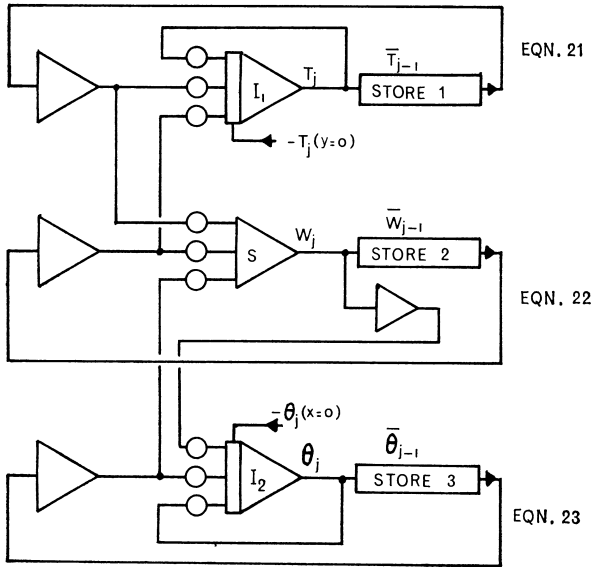 T̅ⱼ₋₁
EQN. 21
Tⱼ
I₁
STORE 1
-Tⱼ(y=o)
W̅ⱼ₋₁
Wⱼ
S
STORE 2
EQN. 22
-θⱼ(x=o)
θⱼ
θ̅ⱼ₋₁
I₂
STORE 3
EQN. 23